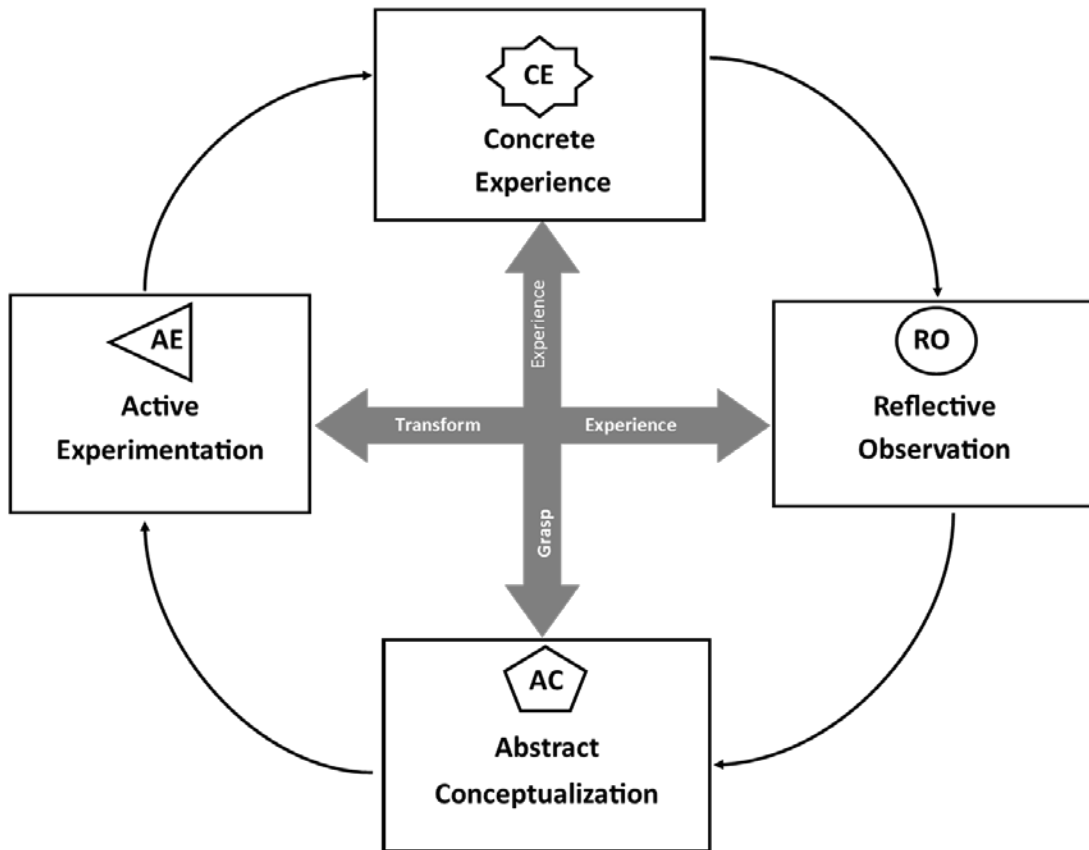 CE
Concrete
Experience
AE
Active
Experimentation
Experience
Transform
Experience
Grasp
RO
Reflective
Observation
AC
Abstract
Conceptualization